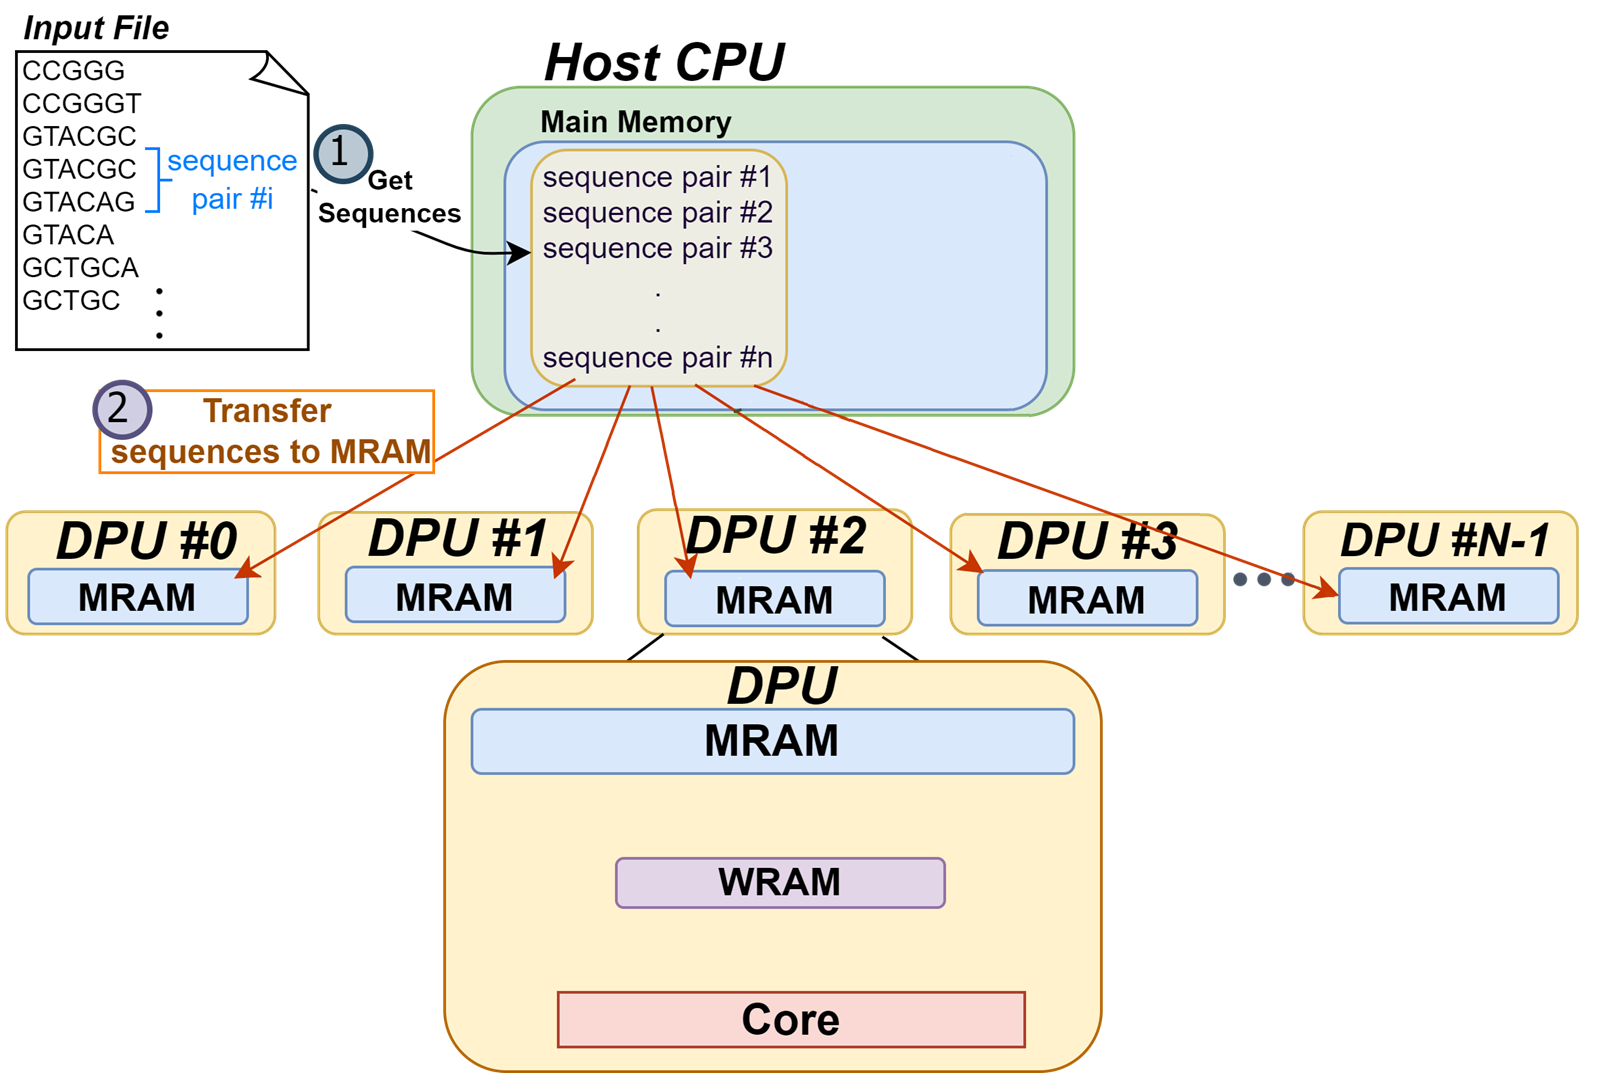 Input File
CCGGG
CCGGGT
GTACGC
GTACGC
GTACAG
GTACA
GCTGCA
GCTGC
sequence
pair #i
1
Get
Sequences
Host CPU
Main Memory
sequence pair #1
sequence pair #2
sequence pair #3
.
.
sequence pair #n
2
Transfer
sequences to MRAM
DPU #0
MRAM
DPU #1
MRAM
DPU #2
MRAM
DPU #3
MRAM
DPU #N-1
MRAM
DPU
MRAM
WRAM
Core